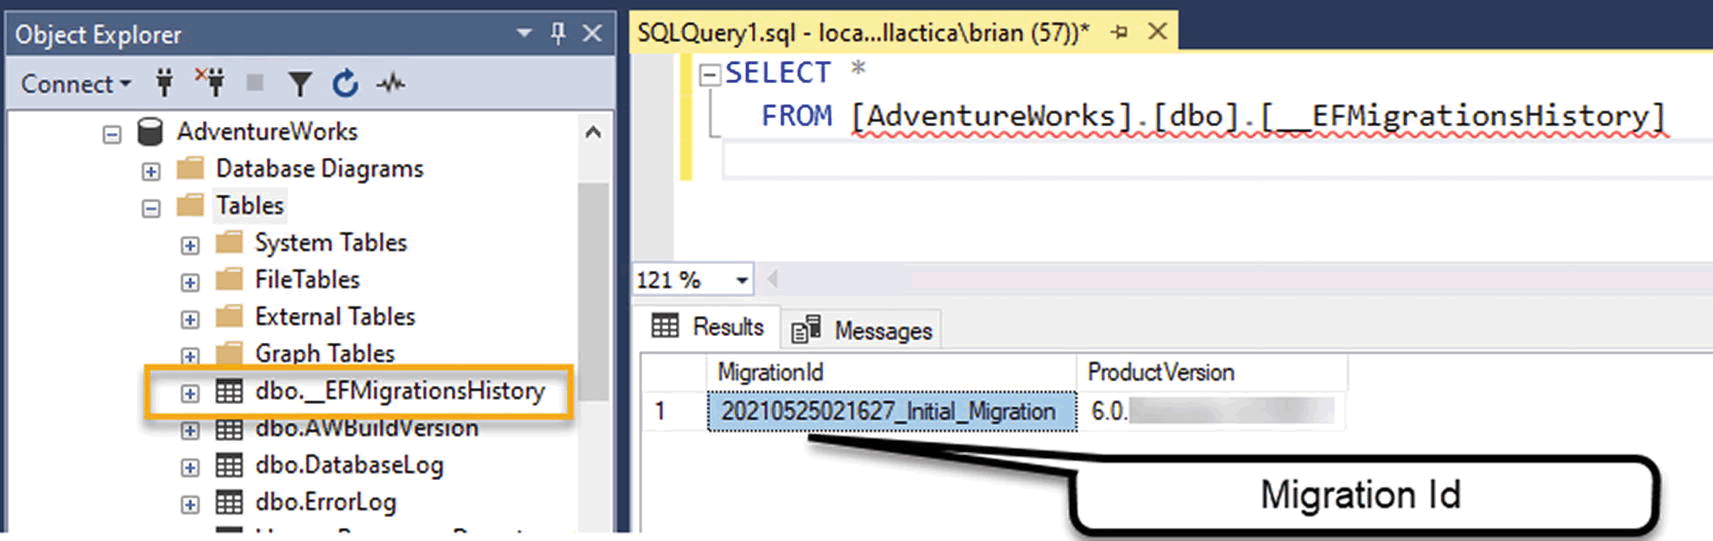 Object Explorer
Connect
AdventureWorks
Database Diagrams
Tables
System Tables
FileTables
External Tables
Graph Tables
dbo.__EFMigrationsHistory
dbo.AWBuildVersion
dbo.DatabaseLog
dbo.ErrorLog
SQLQuery1.sql - loca...llactica\brian (57))*
SELECT *
FROM [AdventureWorks].[dbo].[__EFMigrationsHistory]
121 %
Results Messages
MigrationId ProductVersion
1 20210525021627_Initial_Migration 6.0.
Migration Id